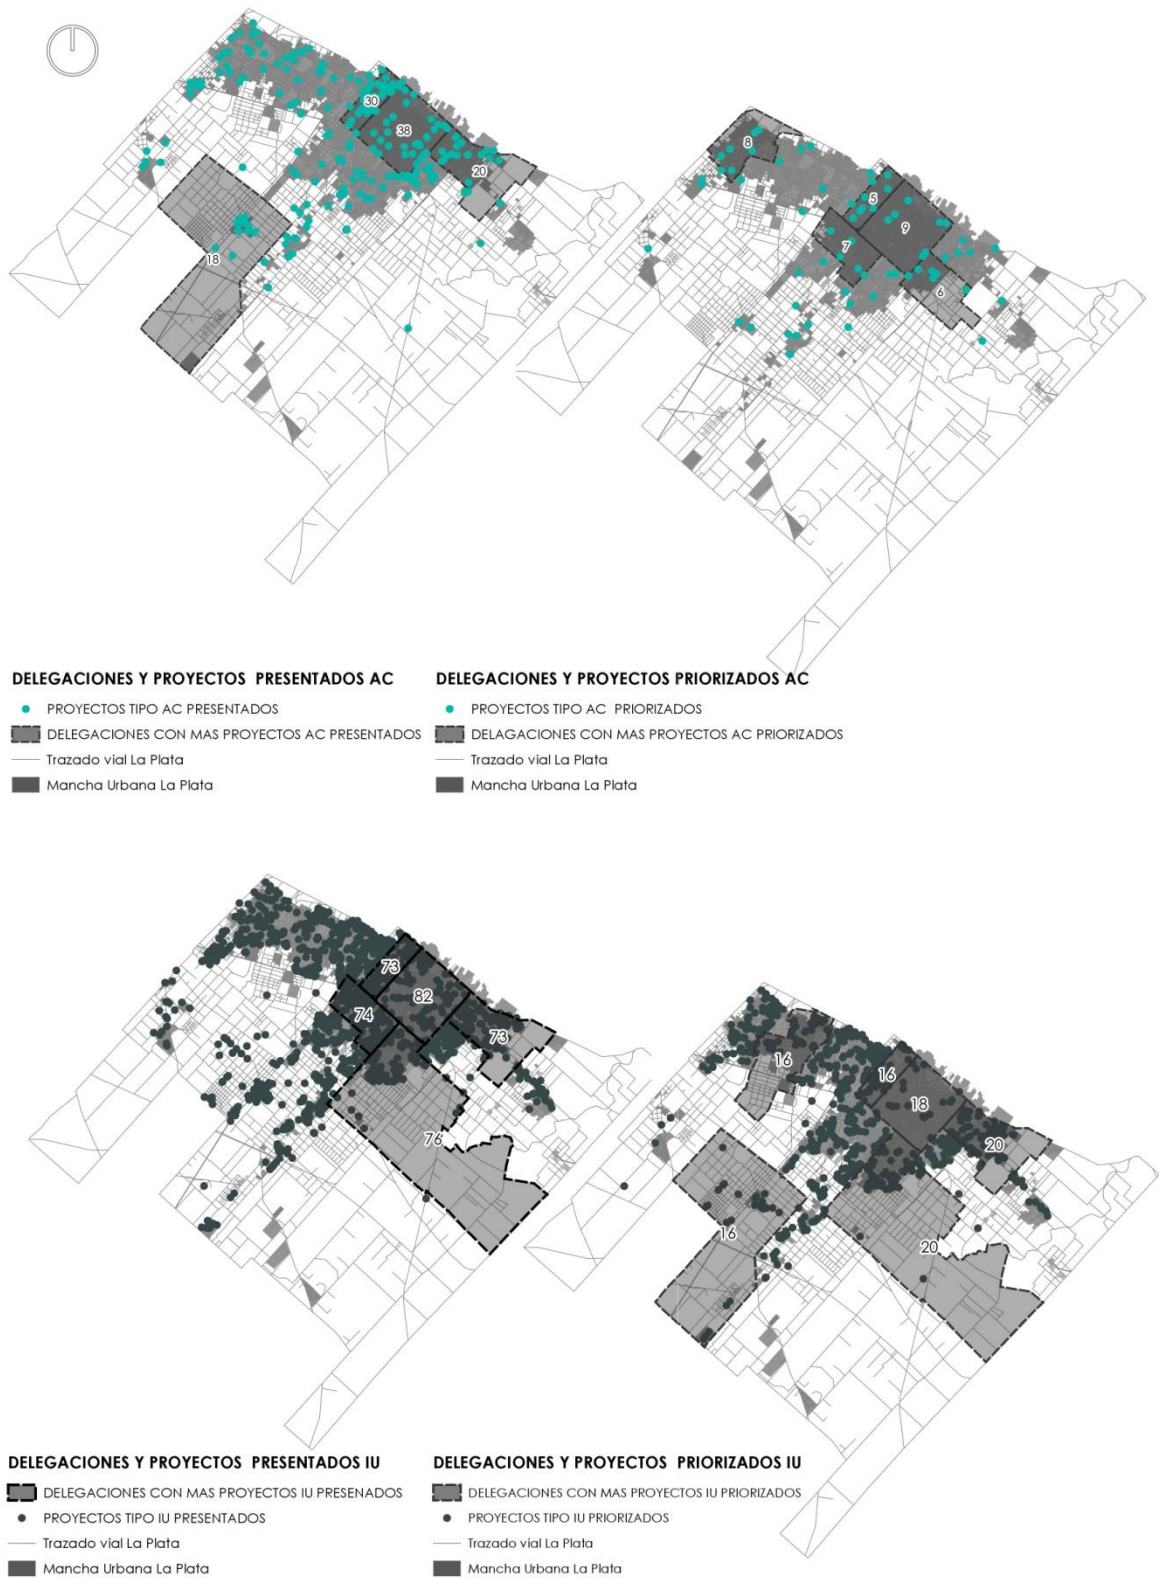 30
38
20
18
8
5
9
7
6
DELEGACIONES Y PROYECTOS PRESENTADOS AC
PROYECTOS TIPO AC PRESENTADOS
DELEGACIONES CON MAS PROYECTOS AC PRESENTADOS
Trazado vial La Plata
Mancha Urbana La Plata
DELEGACIONES Y PROYECTOS PRIORIZADOS AC
PROYECTOS TIPO AC PRIORIZADOS
DELAGACIONES CON MAS PROYECTOS AC PRIORIZADOS
Trazado vial La Plata
Mancha Urbana La Plata
73
82
74
73
76
16
16
18
20
16
20
DELEGACIONES Y PROYECTOS PRESENTADOS IU
DELEGACIONES CON MAS PROYECTOS IU PRESENADOS
PROYECTOS TIPO IU PRESENTADOS
Trazado vial La Plata
Mancha Urbana La Plata
DELEGACIONES Y PROYECTOS PRIORIZADOS IU
DELEGACIONES CON MAS PROYECTOS IU PRIORIZADOS
PROYECTOS TIPO IU PRIORIZADOS
Trazado vial La Plata
Mancha Urbana La Plata